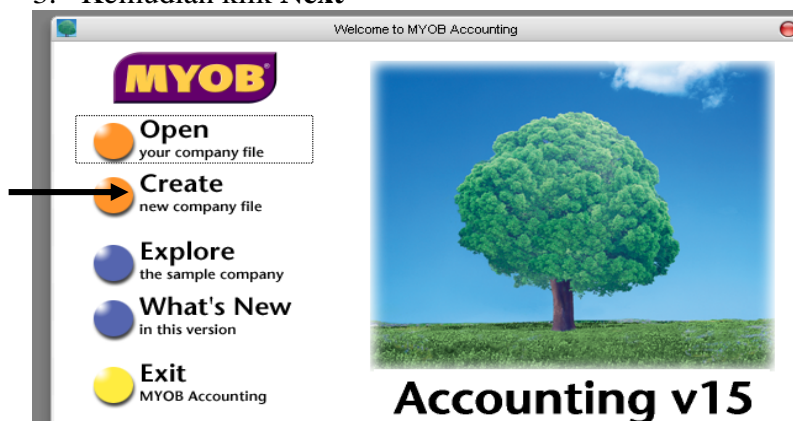 3. Kemudian klik Next
Welcome to MYOB Accounting
MYOB
Open
your company file
Create
new company file
Explore
the sample company
What's New
in this version
Exit
MYOB Accounting
Accounting v15